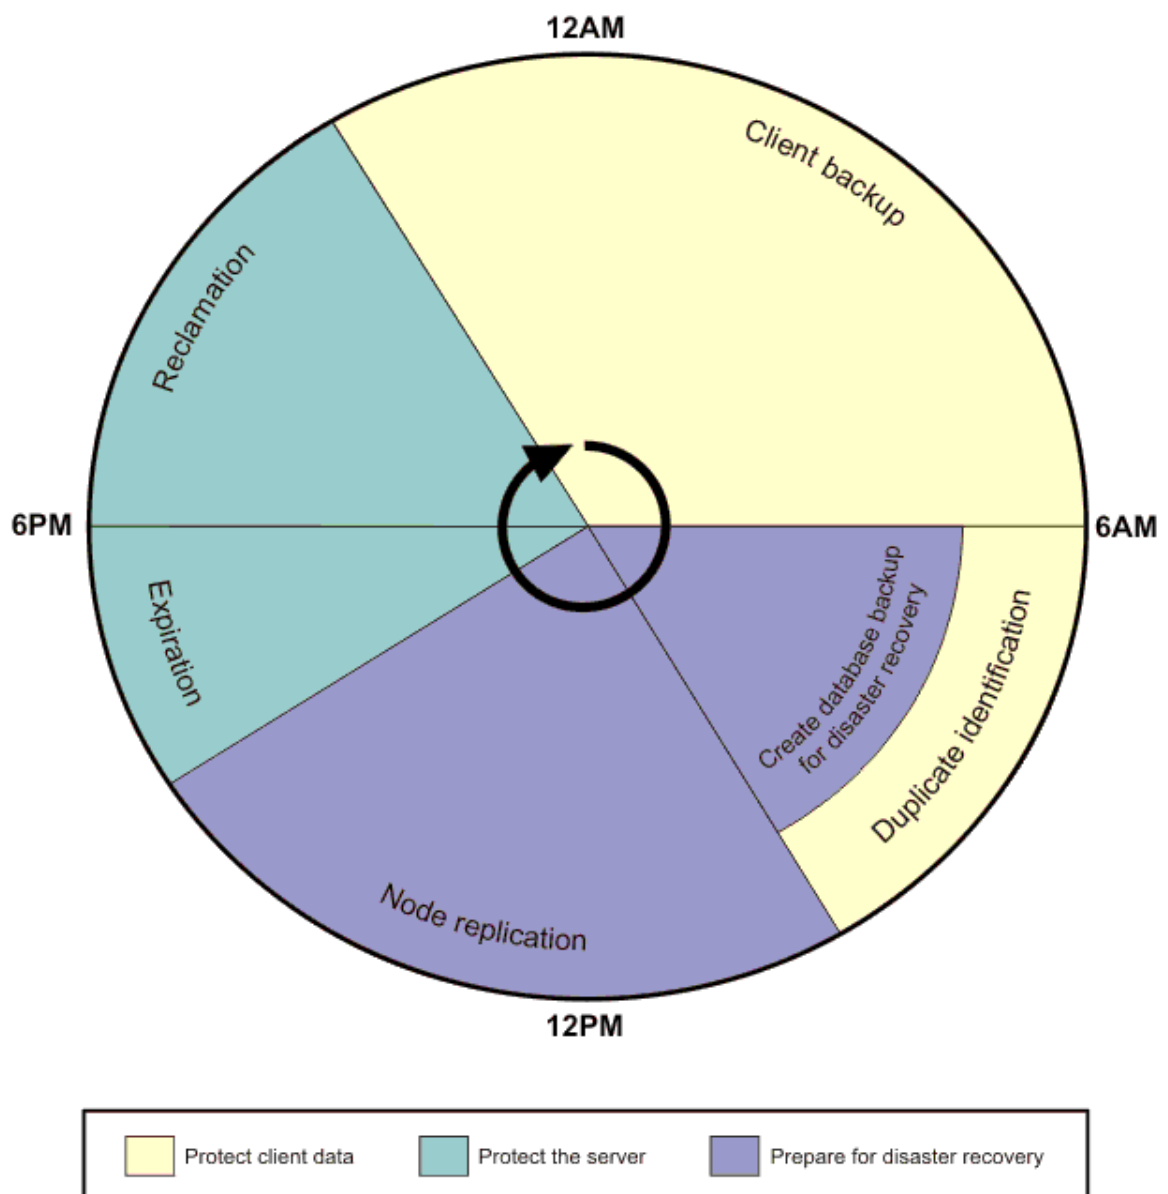 12AM
Client backup
Reclamation
6PM
6AM
Expiration
Create database backup
for disaster recovery
Duplicate identification
Node replication
12PM
Protect client data
Protect the server
Prepare for disaster recovery